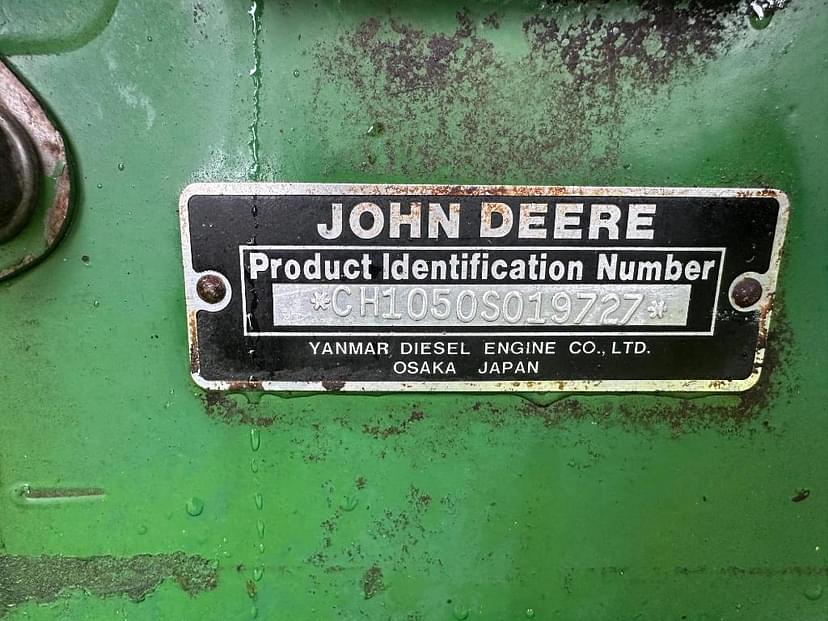 JOHN DEERE
Product Identification Number
*CH1050S019727*
YANMAR DIESEL ENGINE CO., LTD.
OSAKA JAPAN